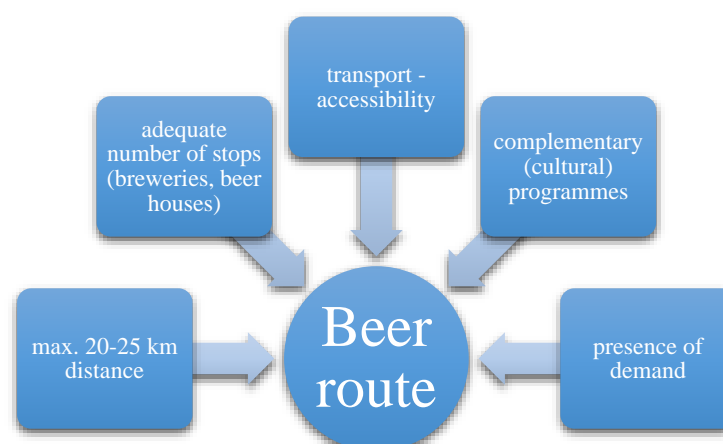 transport -
accessibility
adequate
number of stops
(breweries, beer
houses)
complementary
(cultural)
programmes
max. 20-25 km
distance
Beer
route
presence of
demand